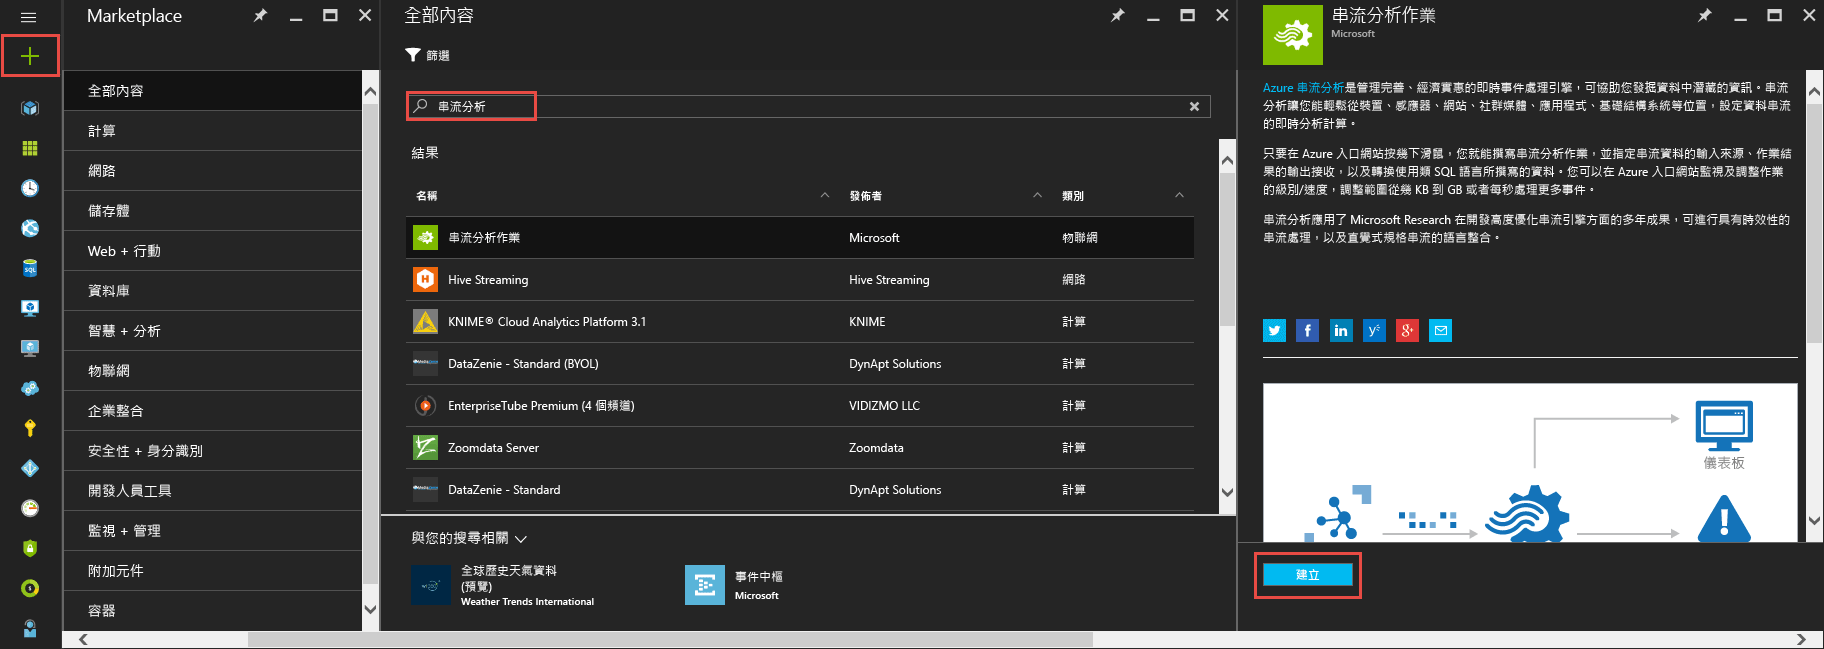 Marketplace
全部內容
計算
網路
儲存體
Web + 行動
資料庫
智慧 + 分析
物聯網
企業整合
安全性 + 身分識別
開發人員工具
監視 + 管理
附加元件
容器
全部內容
篩選
串流分析
結果
名稱 發佈者 類別
串流分析作業 Microsoft 物聯網
Hive Streaming Hive Streaming 網路
KNIME® Cloud Analytics Platform 3.1 KNIME 計算
DataZenie - Standard (BYOL) DynApt Solutions 計算
EnterpriseTube Premium (4 個頻道) VIDIZMO LLC 計算
Zoomdata Server Zoomdata 計算
DataZenie - Standard DynApt Solutions 計算
與您的搜尋相關
全球歷史天氣資料
(預覽)
Weather Trends International
事件中樞
Microsoft
串流分析作業
Microsoft
Azure 串流分析是管理完善、經濟實惠的即時事件處理引擎，可協助您發掘資料中潛藏的資訊。串流
分析讓您能輕鬆從裝置、感應器、網站、社群媒體、應用程式、基礎結構系統等位置，設定資料串流
的即時分析計算。
只要在 Azure 入口網站按幾下滑鼠，您就能撰寫串流分析作業，並指定串流資料的輸入來源、作業結
果的輸出接收，以及轉換使用類 SQL 語言所撰寫的資料。您可以在 Azure 入口網站監視及調整作業
的級別/速度，調整範圍從幾 KB 到 GB 或者每秒處理更多事件。
串流分析應用了 Microsoft Research 在開發高度優化串流引擎方面的多年成果，可進行具有時效性的
串流處理，以及直覺式規格串流的語言整合。
儀表板
建立